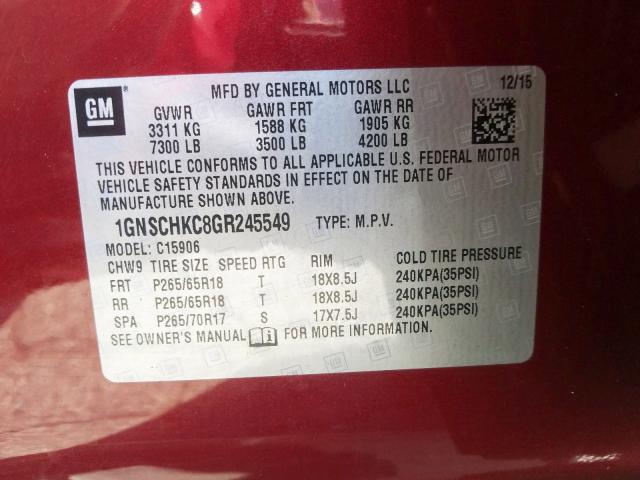 MFD BY GENERAL MOTORS LLC 12/15
GM
GVWR GAWR FRT GAWR RR
3311 KG 1588 KG 1905 KG
7300 LB 3500 LB 4200 LB
THIS VEHICLE CONFORMS TO ALL APPLICABLE U.S. FEDERAL MOTOR
VEHICLE SAFETY STANDARDS IN EFFECT ON THE DATE OF
MANUFACTURE SHOWN ABOVE.
1GNSCHKC8GR245549 TYPE: M.P.V.
MODEL: C15906
CHW9 TIRE SIZE SPEED RTG RIM COLD TIRE PRESSURE
FRT P265/65R18 T 18X8.5J 240KPA(35PSI)
RR P265/65R18 T 18X8.5J 240KPA(35PSI)
SPA P265/70R17 S 17X7.5J 240KPA(35PSI)
SEE OWNER'S MANUAL FOR MORE INFORMATION.